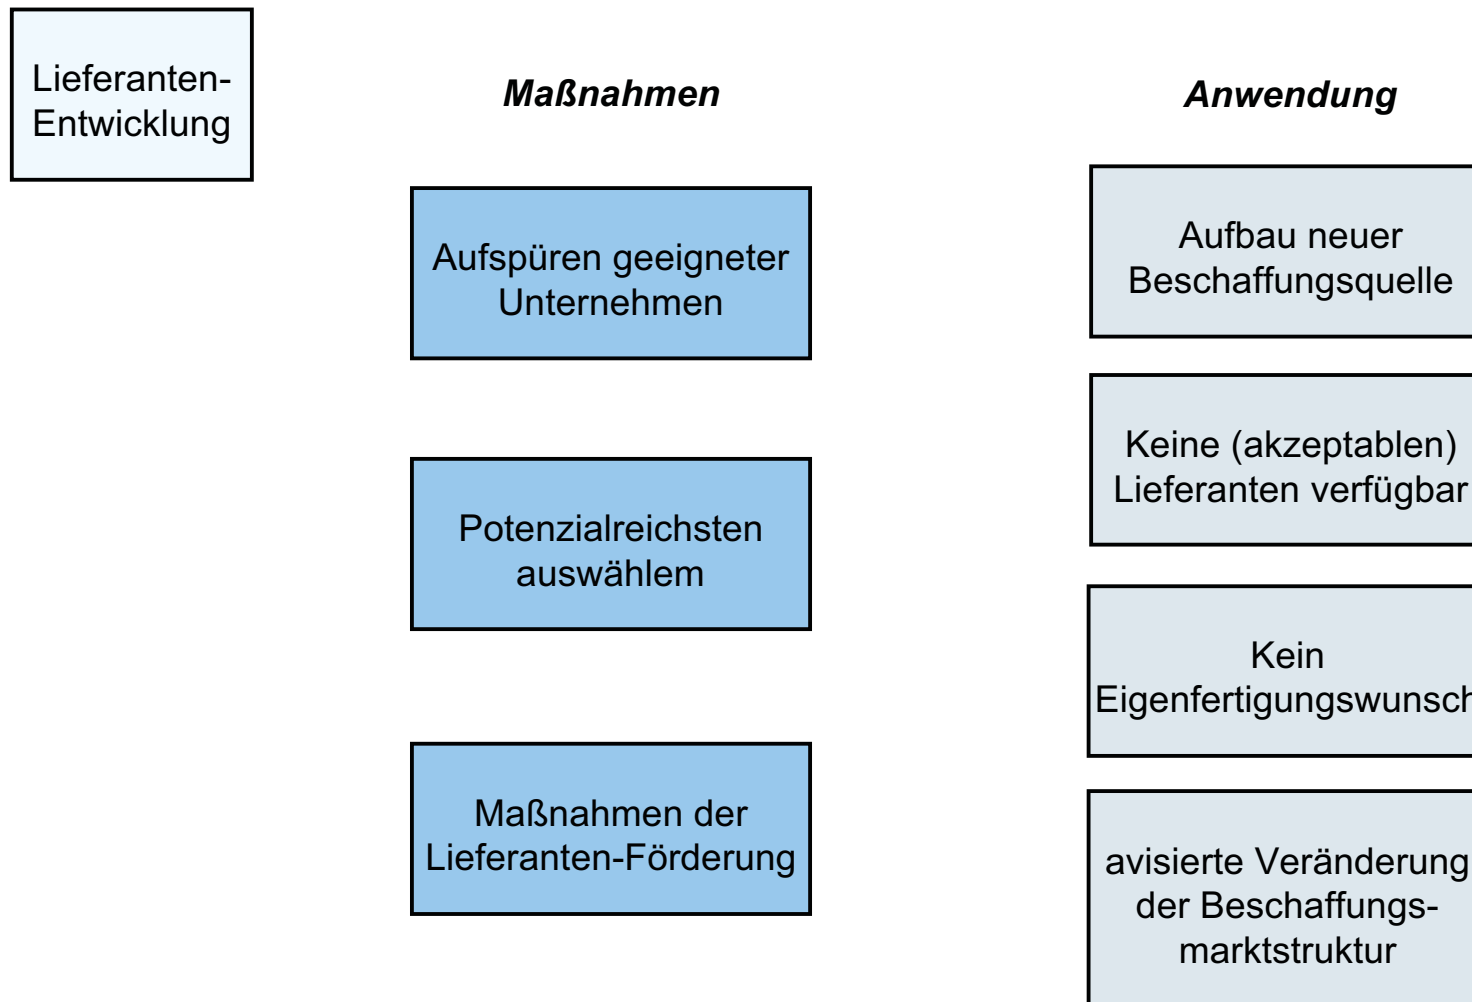 Lieferanten-
Entwicklung
Maßnahmen
Aufspüren geeigneter
Unternehmen
Potenzialreichsten
auswählem
Maßnahmen der
Lieferanten-Förderung
Anwendung
Aufbau neuer
Beschaffungsquelle
Keine (akzeptablen)
Lieferanten verfügbar
Kein
Eigenfertigungswunsch
avisierte Veränderung
der Beschaffungs-
marktstruktur